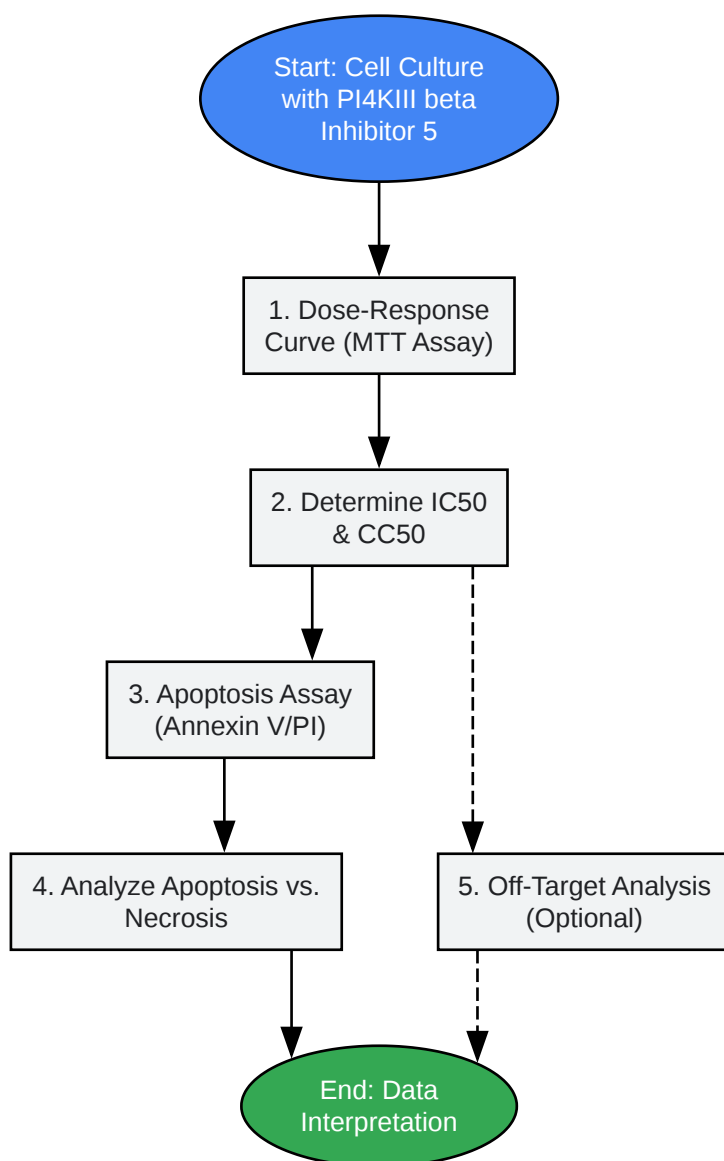 Start: Cell Culture
with PI4KIII beta
Inhibitor 5
1. Dose-Response
Curve (MTT Assay)
2. Determine IC50
& CC50
3. Apoptosis Assay
(Annexin V/PI)
4. Analyze Apoptosis vs.
Necrosis
5. Off-Target Analysis
(Optional)
End: Data
Interpretation